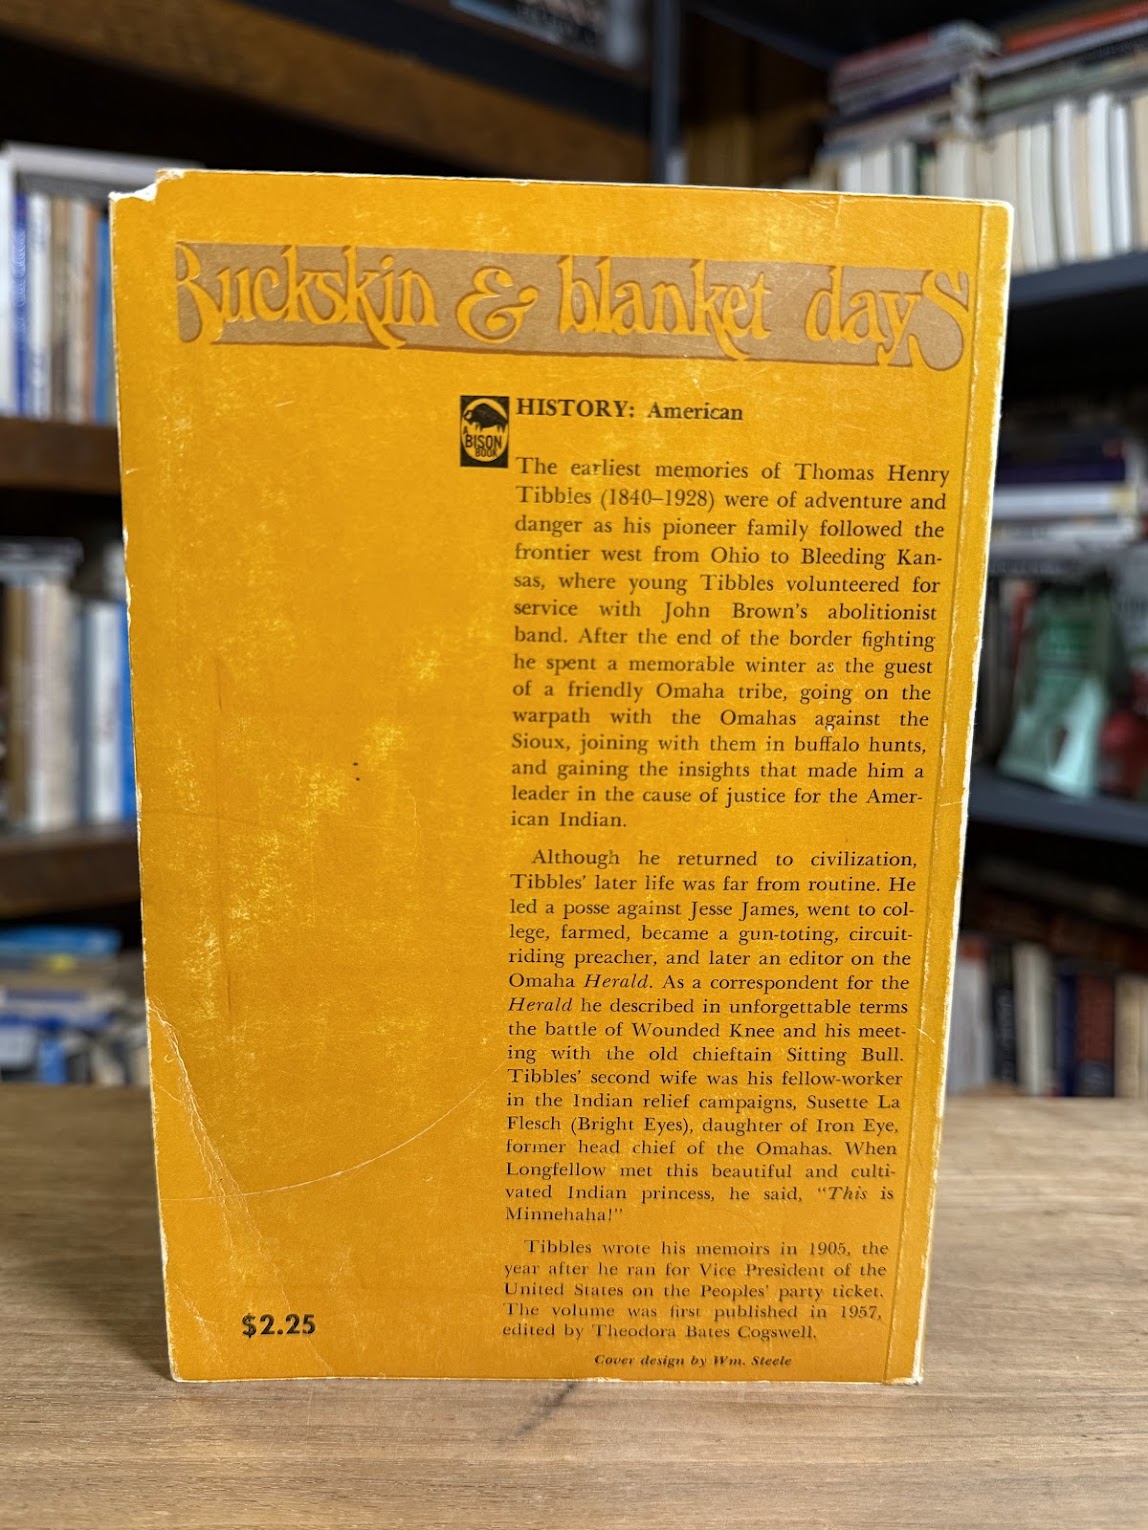 Buckskin & blanket days
A
BISON
BOOK
HISTORY: American
The earliest memories of Thomas Henry
Tibbles (1840–1928) were of adventure and
danger as his pioneer family followed the
frontier west from Ohio to Bleeding Kan-
sas, where young Tibbles volunteered for
service with John Brown's abolitionist
band. After the end of the border fighting
he spent a memorable winter as the guest
of a friendly Omaha tribe, going on the
warpath with the Omahas against the
Sioux, joining with them in buffalo hunts,
and gaining the insights that made him a
leader in the cause of justice for the Amer-
ican Indian.
Although he returned to civilization,
Tibbles' later life was far from routine. He
led a posse against Jesse James, went to col-
lege, farmed, became a gun-toting, circuit-
riding preacher, and later an editor on the
Omaha Herald. As a correspondent for the
Herald he described in unforgettable terms
the battle of Wounded Knee and his meet-
ing with the old chieftain Sitting Bull.
Tibbles' second wife was his fellow-worker
in the Indian relief campaigns, Susette La
Flesch (Bright Eyes), daughter of Iron Eye,
former head chief of the Omahas. When
Longfellow met this beautiful and culti-
vated Indian princess, he said, "This is
Minnehaha!"
Tibbles wrote his memoirs in 1905, the
year after he ran for Vice President of the
United States on the Peoples' party ticket.
The volume was first published in 1957,
edited by Theodora Bates Cogswell.
Cover design by Wm. Steele
$2.25